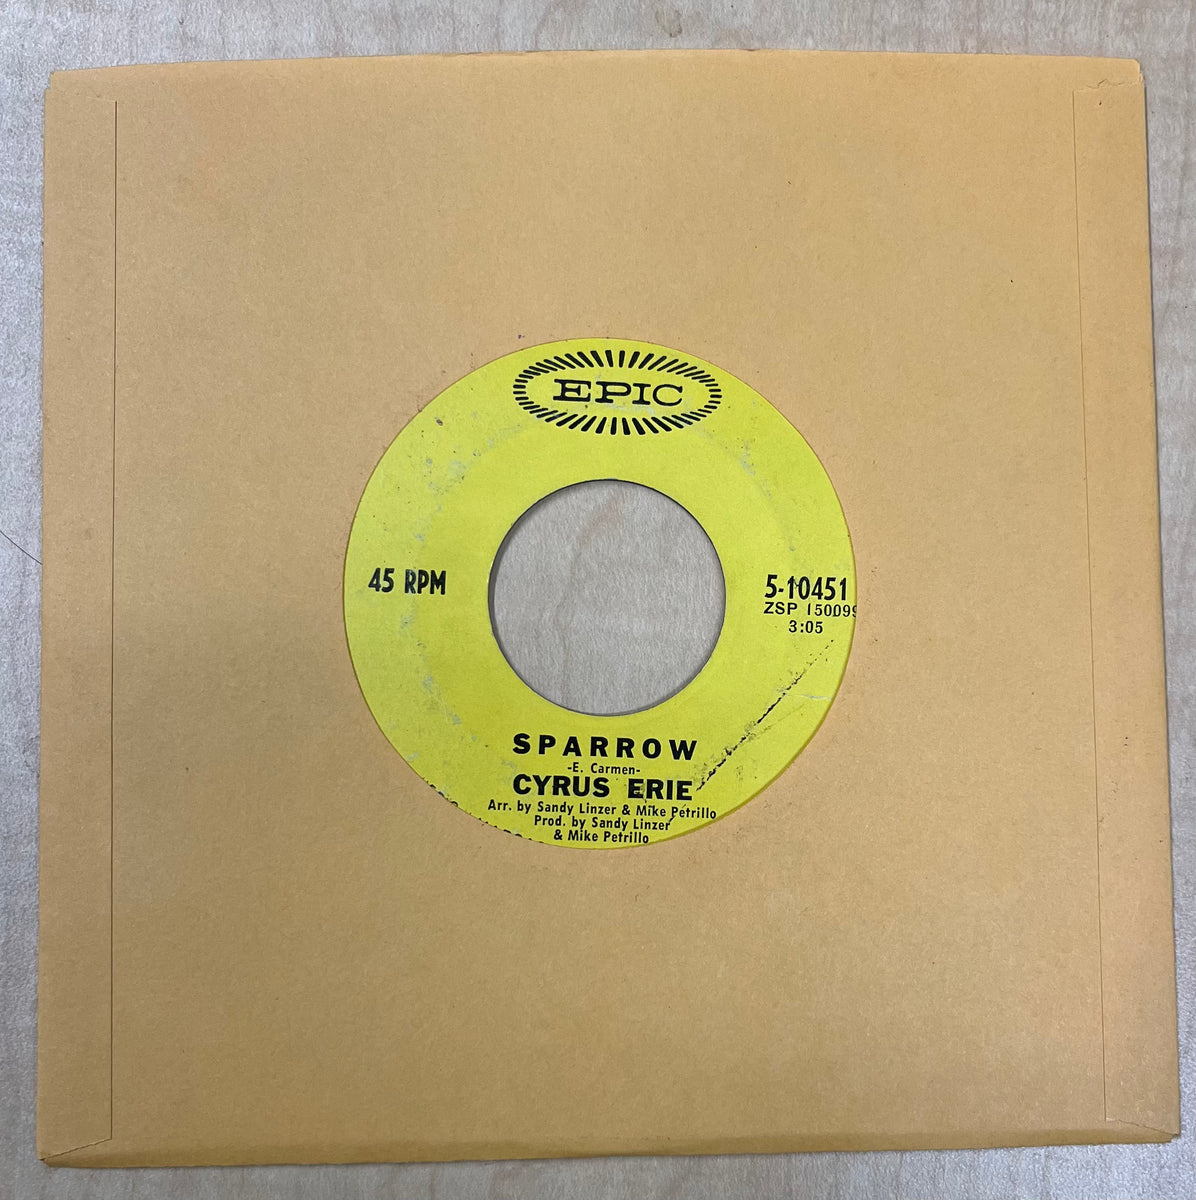 EPIC
45 RPM
5-10451
ZSP 150099
3:05
SPARROW
-E. Carmen-
CYRUS ERIE
Arr. by Sandy Linzer & Mike Petrillo
Prod. by Sandy Linzer
& Mike Petrillo